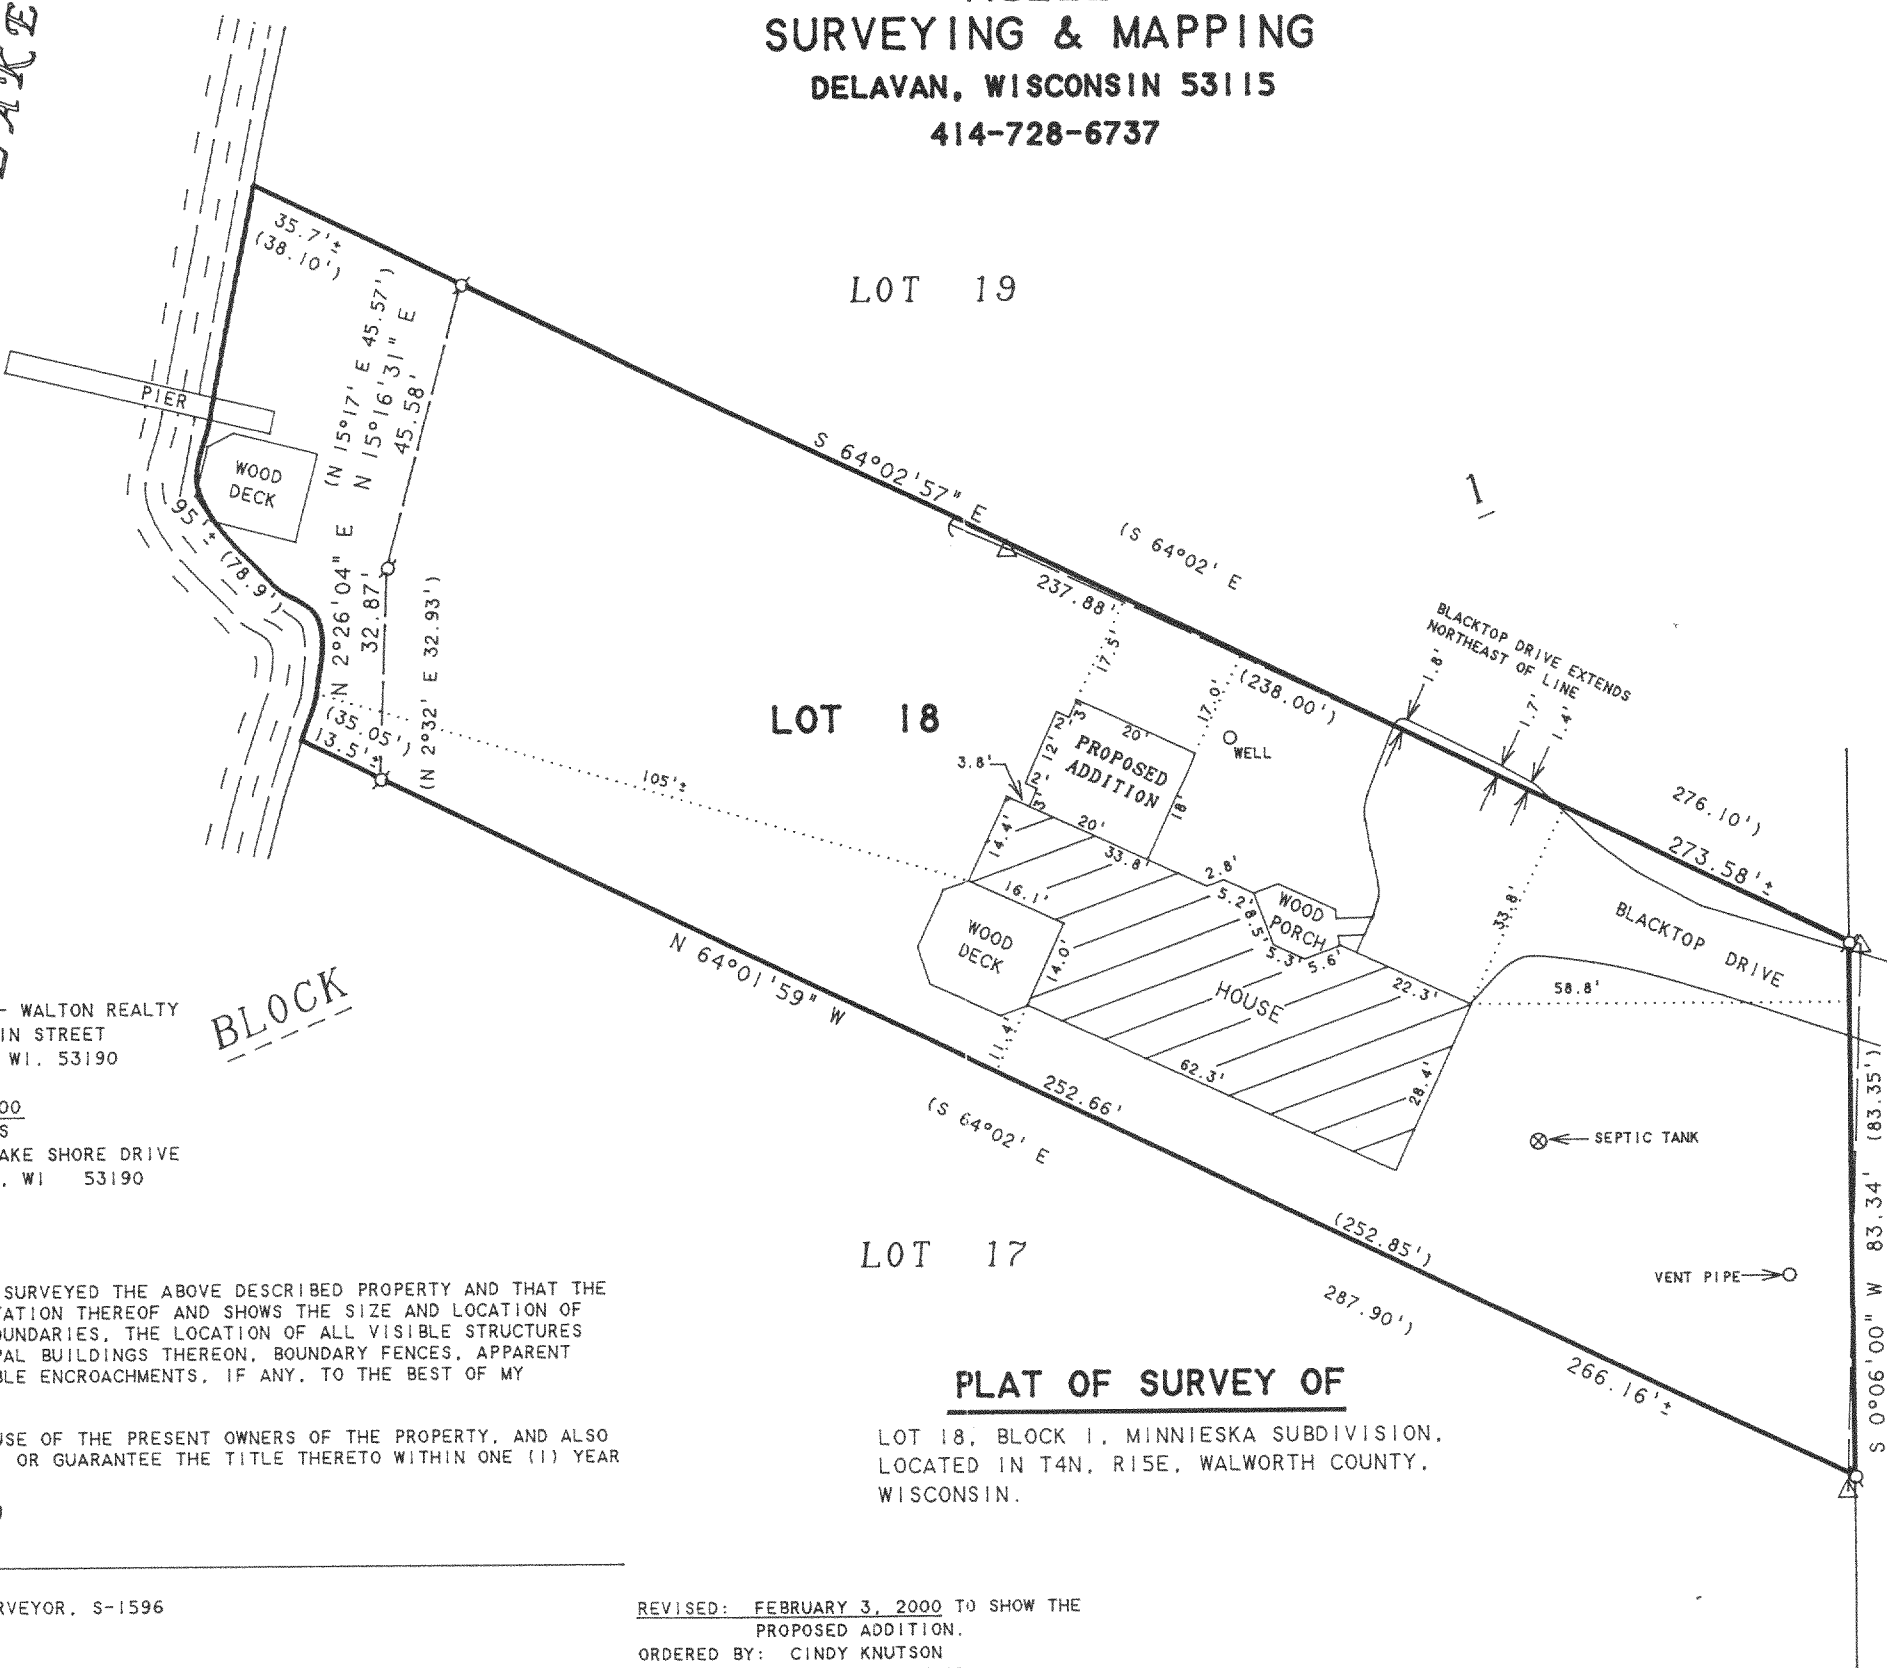 LAKE
SURVEYING & MAPPING
DELAVAN, WISCONSIN 53115
414-728-6737
35.7'±
(38.10')
LOT 19
(N 15°17' E 45.57')
N 15°16'31" E
45.58'
PIER
WOOD
DECK
95'± (78.9')
N 2°26'04" E
32.87'
(N 2°32' E 32.93')
(35.05')
13.5'±
S 64°02'57" E
(S 64°02' E
1
237.88'
(238.00')
BLACKTOP DRIVE EXTENDS
NORTHEAST OF LINE
1.8'
1.7'
1.4'
276.10')
273.58'±
LOT 18
17.5'
17.0'
WELL
2'
3'
20'
12'
PROPOSED
ADDITION
18'
2'
3'
3.8'
20'
105'±
14.4'
33.8'
16.1'
2.8'
5.2'
8.5'
5.3'
5.6'
WOOD
PORCH
WOOD
DECK
14.0'
HOUSE
22.3'
33.8'
58.8'
BLACKTOP DRIVE
11.4'
62.3'
28.4'
N 64°01'59" W
252.66'
(S 64°02' E
(252.85')
287.90')
266.16'±
SEPTIC TANK
VENT PIPE
S 0°06'00" W 83.34' (83.35')
BLOCK
- WALTON REALTY
IN STREET
WI. 53190
00
S
AKE SHORE DRIVE
, WI 53190
LOT 17
SURVEYED THE ABOVE DESCRIBED PROPERTY AND THAT THE
TATION THEREOF AND SHOWS THE SIZE AND LOCATION OF
OUNDARIES, THE LOCATION OF ALL VISIBLE STRUCTURES
PAL BUILDINGS THEREON, BOUNDARY FENCES, APPARENT
BLE ENCROACHMENTS, IF ANY, TO THE BEST OF MY
USE OF THE PRESENT OWNERS OF THE PROPERTY, AND ALSO
OR GUARANTEE THE TITLE THERETO WITHIN ONE (1) YEAR
PLAT OF SURVEY OF
LOT 18, BLOCK 1, MINNIESKA SUBDIVISION,
LOCATED IN T4N, R15E, WALWORTH COUNTY,
WISCONSIN.
RVEYOR, S-1596
REVISED: FEBRUARY 3, 2000 TO SHOW THE
PROPOSED ADDITION.
ORDERED BY: CINDY KNUTSON